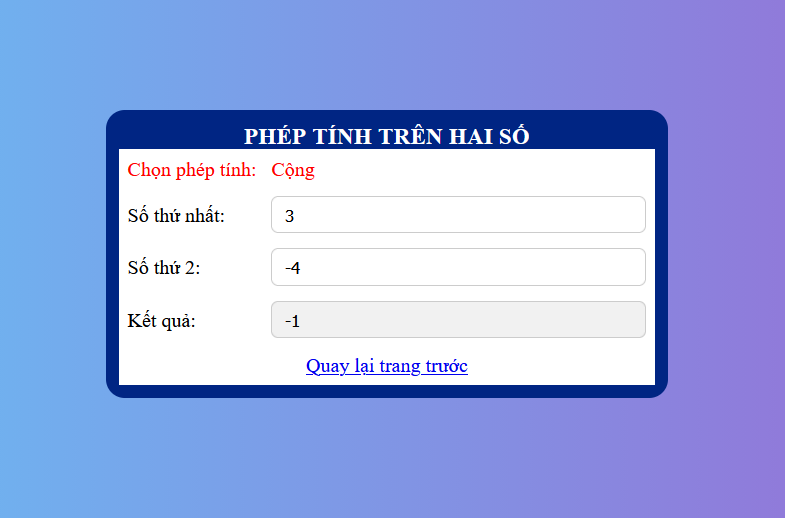 PHÉP TÍNH TRÊN HAI SỐ
Chọn phép tính: Cộng
Số thứ nhất: 3
Số thứ 2: -4
Kết quả: -1
Quay lại trang trước